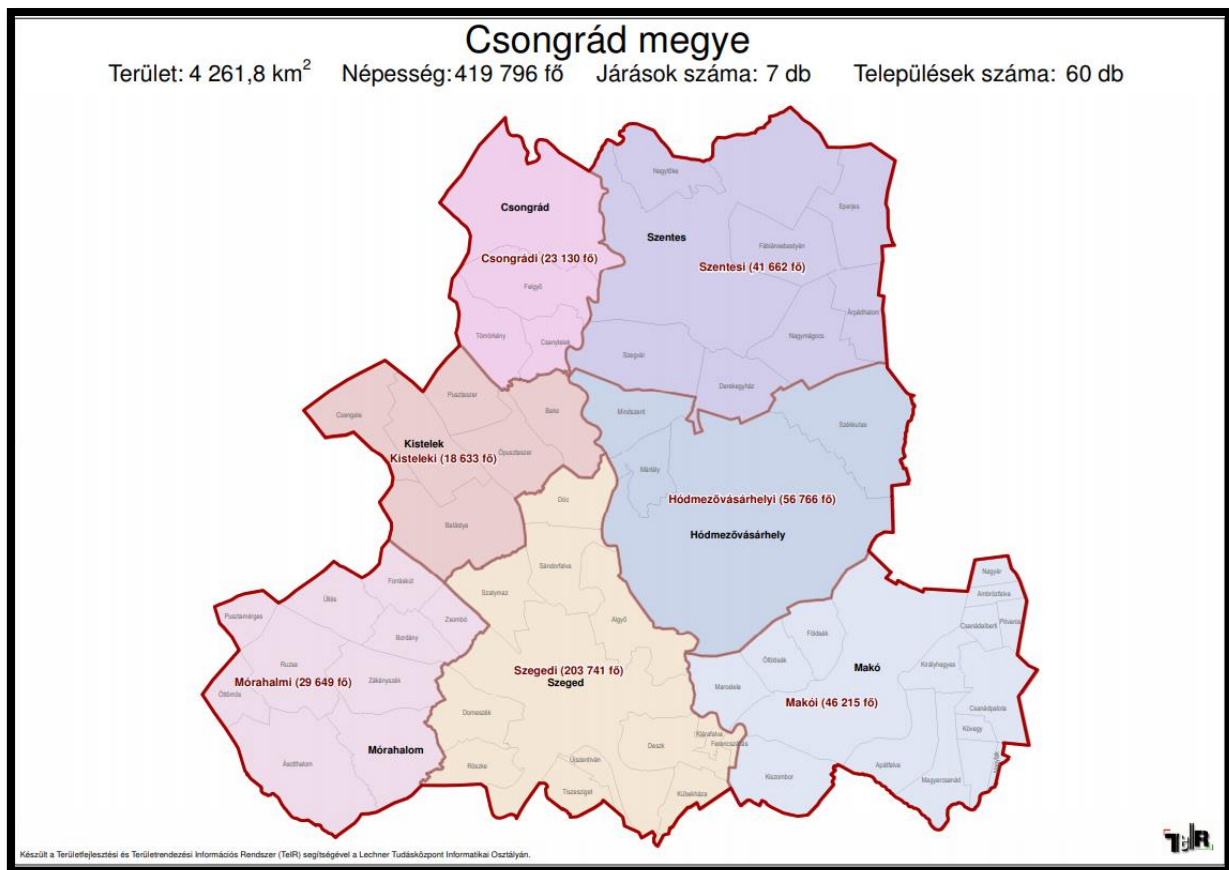 Csongrád megye
Terület: 4 261,8 km² Népesség: 419 796 fő Járások száma: 7 db Települések száma: 60 db
Nagytőke
Eperjes
Csongrád
Szentes
Fábiánsebestyén
Csongrádi (23 130 fő)
Szentesi (41 662 fő)
Felgyő
Árpádhalom
Tömörkény
Csanytelek
Nagymágocs
Szegvár
Derekegyház
Pusztaszer
Csengele
Baks
Mindszent
Székkutas
Kistelek
Kisteleki (18 633 fő)
Ópusztaszer
Mártély
Dóc
Hódmezővásárhelyi (56 766 fő)
Balástya
Hódmezővásárhely
Sándorfalva
Forráskút
Nagyér
Szatymaz
Ambrózfalva
Üllés
Pusztamérges
Zsombó
Algyő
Csanádalberti
Pitvaros
Bordány
Földeák
Óföldeák
Ruzsa
Királyhegyes
Makó
Szegedi (203 741 fő)
Szeged
Mórahalmi (29 649 fő)
Zákányszék
Maroslele
Öttömös
Makói (46 215 fő)
Csanádpalota
Domaszék
Kövegy
Klárafalva
Ferencszállás
Deszk
Mórahalom
Újszentiván
Ásotthalom
Röszke
Kiszombor
Apátfalva
Magyarcsanád
Tiszasziget
Kübekháza
Készült a Területfejlesztési és Területrendezési Információs Rendszer (TeIR) segítségével a Lechner Tudásközpont Informatikai Osztályán.
TeIR